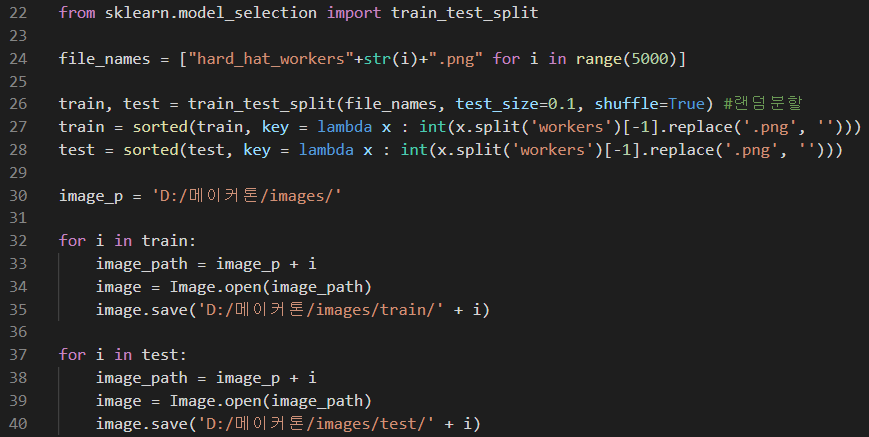 22 from sklearn.model_selection import train_test_split
23
24 file_names = ["hard_hat_workers"+str(i)+".png" for i in range(5000)]
25
26 train, test = train_test_split(file_names, test_size=0.1, shuffle=True) #랜덤분할
27 train = sorted(train, key = lambda x : int(x.split('workers')[-1].replace('.png', '')))
28 test = sorted(test, key = lambda x : int(x.split('workers')[-1].replace('.png', '')))
29
30 image_p = 'D:/메이커톤/images/'
31
32 for i in train:
33     image_path = image_p + i
34     image = Image.open(image_path)
35     image.save('D:/메이커톤/images/train/' + i)
36
37 for i in test:
38     image_path = image_p + i
39     image = Image.open(image_path)
40     image.save('D:/메이커톤/images/test/' + i)